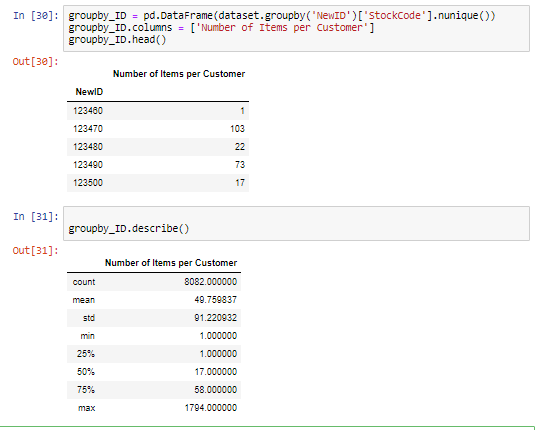 In [30]: groupby_ID = pd.DataFrame(dataset.groupby('NewID')['StockCode'].nunique())
groupby_ID.columns = ['Number of Items per Customer']
groupby_ID.head()
Out[30]:
Number of Items per Customer
NewID
123460 1
123470 103
123480 22
123490 73
123500 17
In [31]:
groupby_ID.describe()
Out[31]:
Number of Items per Customer
count 8082.000000
mean 49.759837
std 91.220932
min 1.000000
25% 1.000000
50% 17.000000
75% 58.000000
max 1794.000000